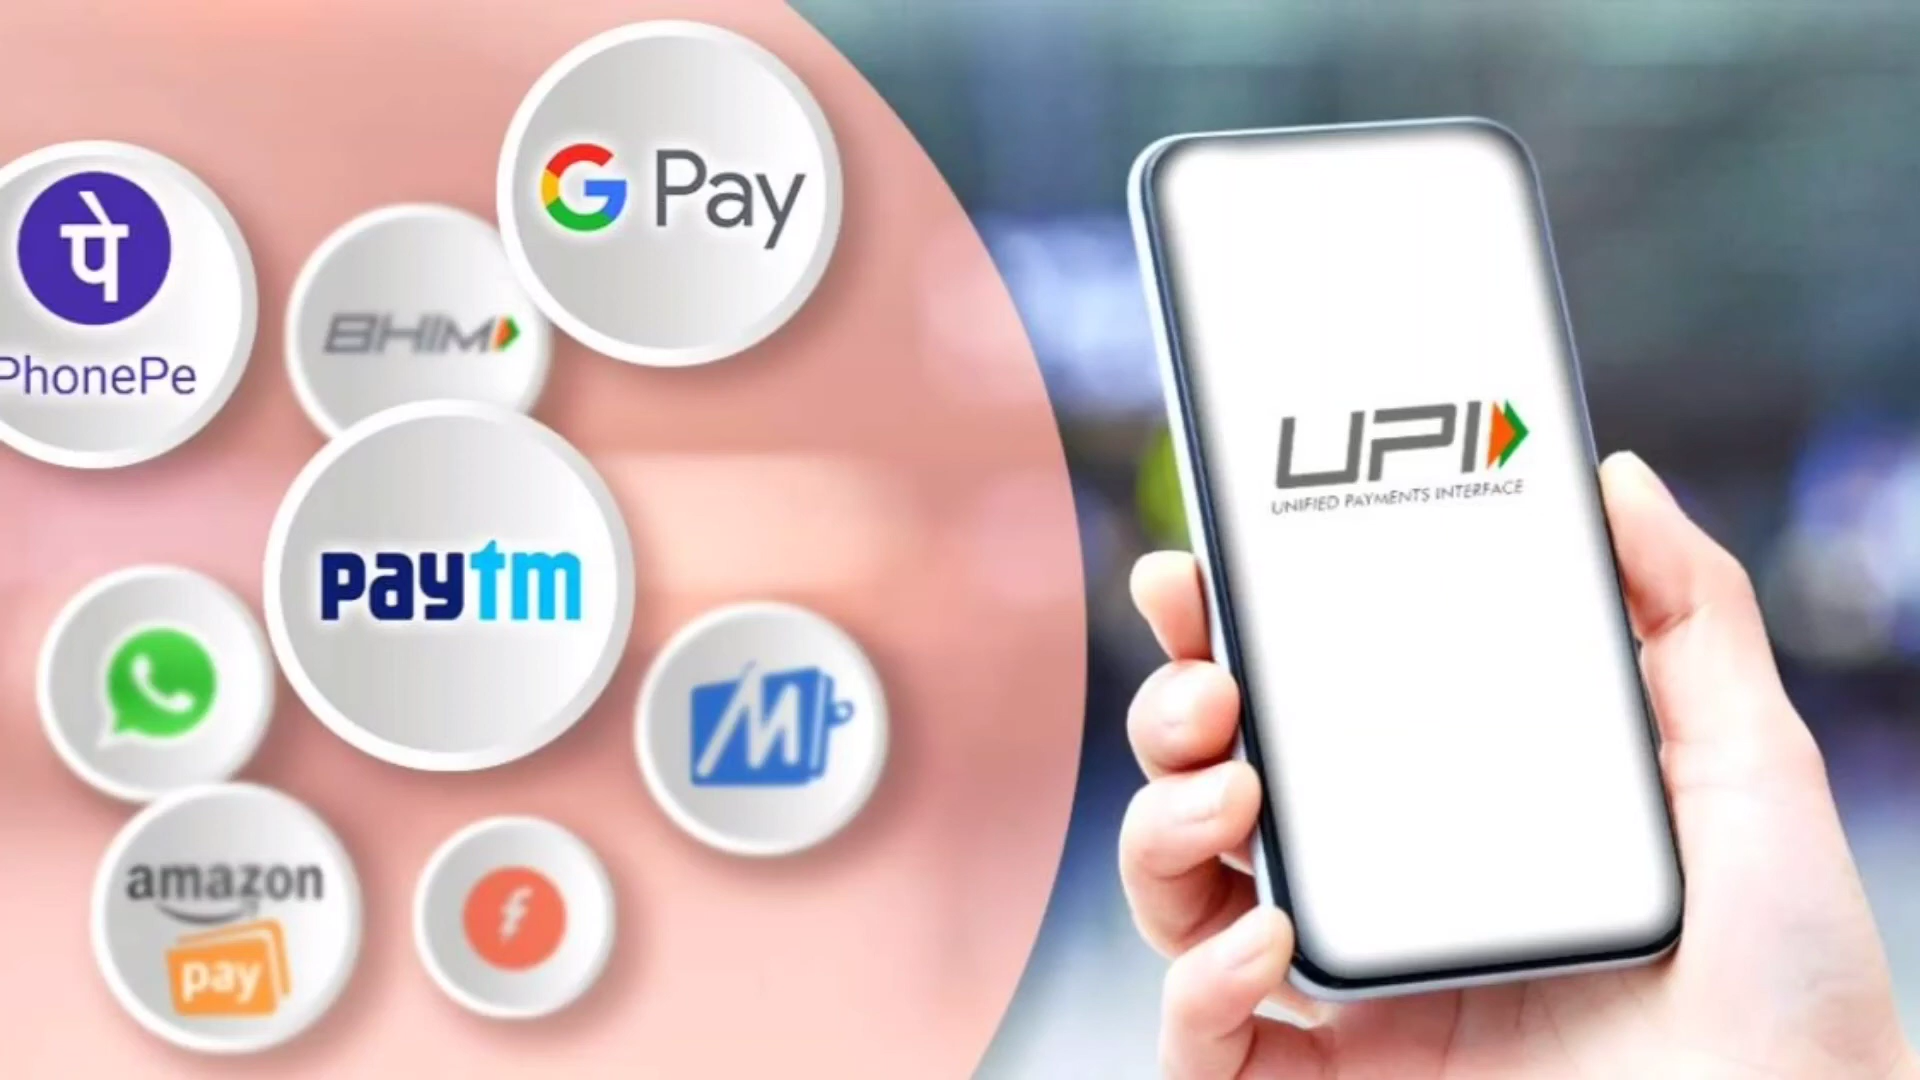 G Pay
पे
PhonePe
BHIM
UPI
UNIFIED PAYMENTS INTERFACE
paytm
M
amazon
pay
f